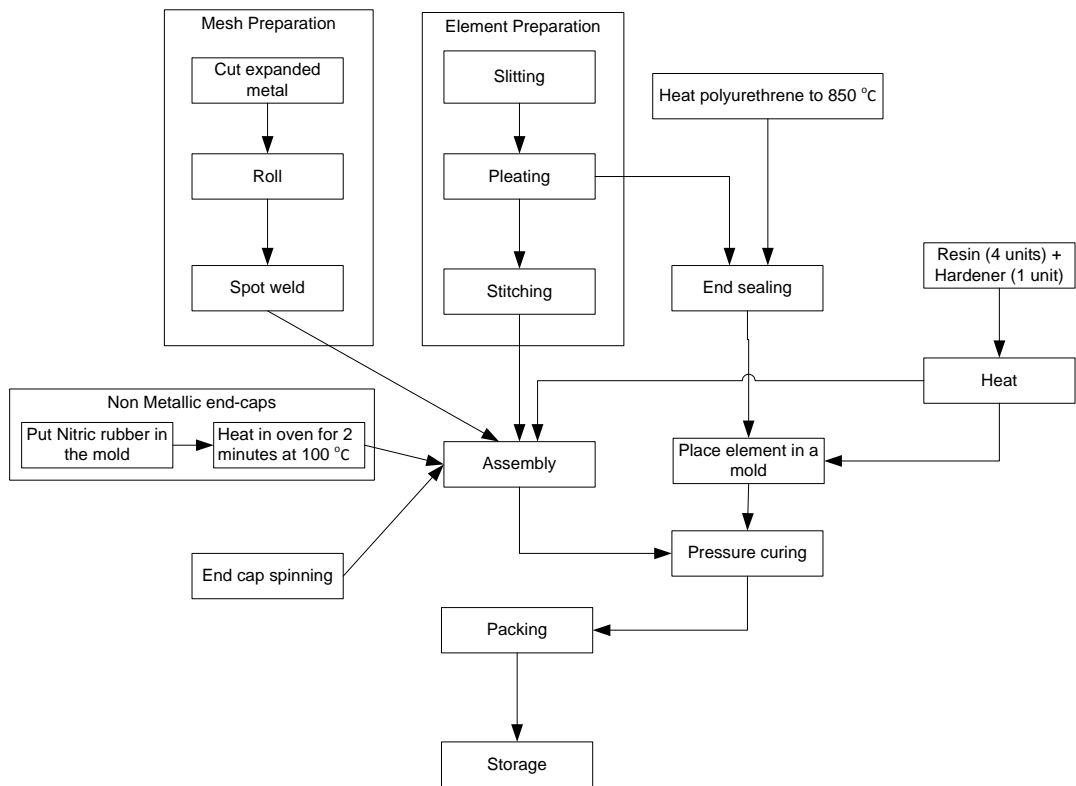 Mesh Preparation
Cut expanded
metal
Roll
Spot weld
Element Preparation
Slitting
Pleating
Stitching
Heat polyurethrene to 850 °C
End sealing
Resin (4 units) +
Hardener (1 unit)
Heat
Non Metallic end-caps
Put Nitric rubber in
the mold
Heat in oven for 2
minutes at 100 °C
Assembly
Place element in a
mold
End cap spinning
Pressure curing
Packing
Storage